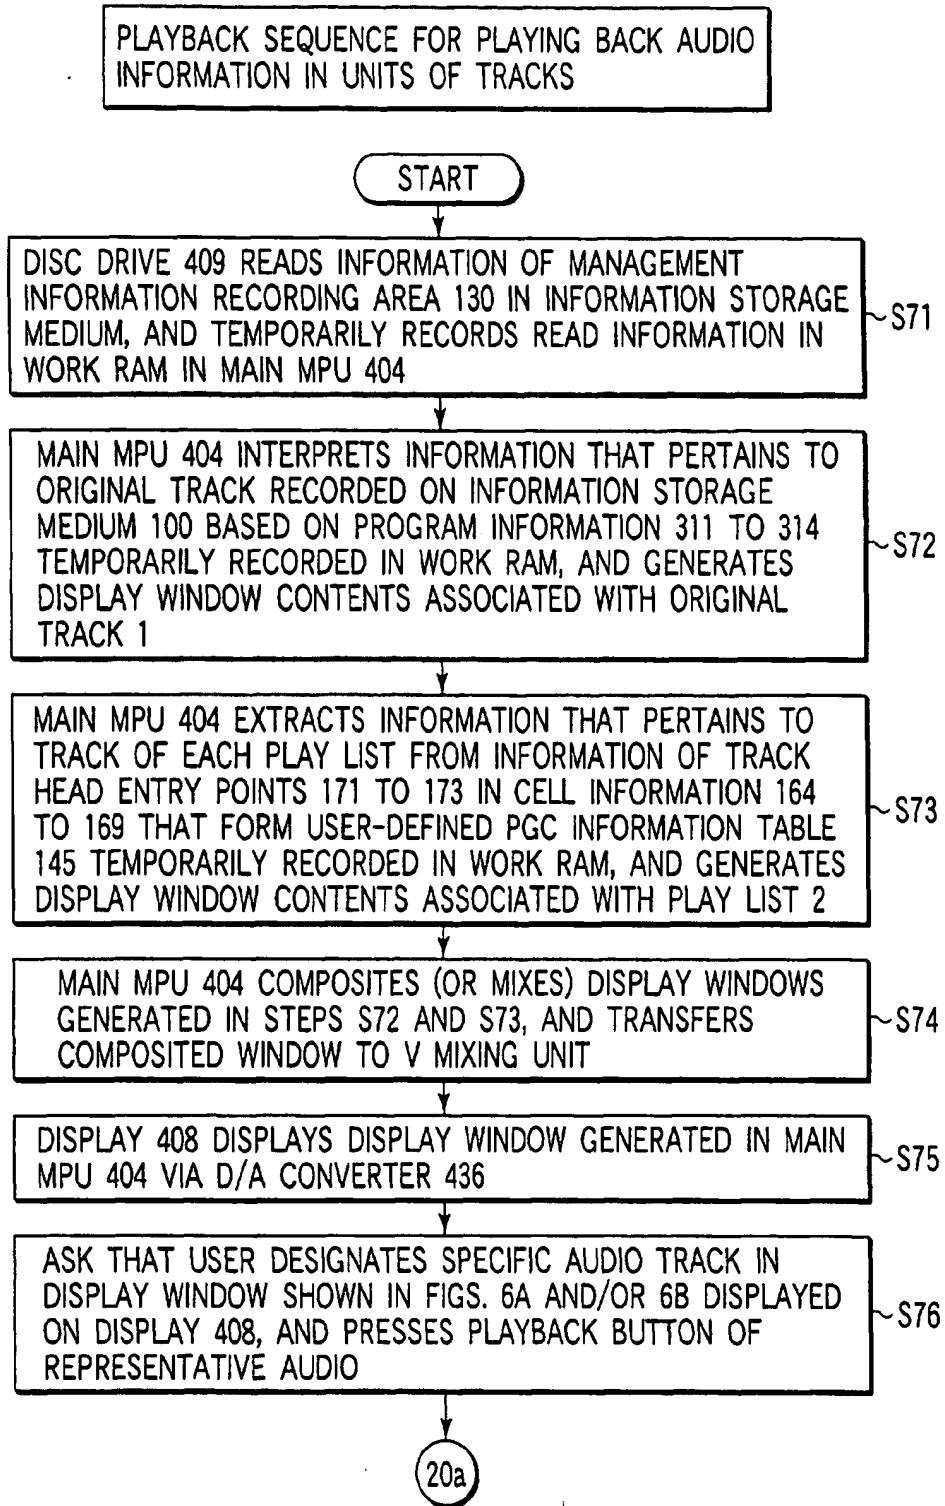 PLAYBACK SEQUENCE FOR PLAYING BACK AUDIO
INFORMATION IN UNITS OF TRACKS
START
DISC DRIVE 409 READS INFORMATION OF MANAGEMENT
INFORMATION RECORDING AREA 130 IN INFORMATION STORAGE
MEDIUM, AND TEMPORARILY RECORDS READ INFORMATION IN
WORK RAM IN MAIN MPU 404
S71
MAIN MPU 404 INTERPRETS INFORMATION THAT PERTAINS TO
ORIGINAL TRACK RECORDED ON INFORMATION STORAGE
MEDIUM 100 BASED ON PROGRAM INFORMATION 311 TO 314
TEMPORARILY RECORDED IN WORK RAM, AND GENERATES
DISPLAY WINDOW CONTENTS ASSOCIATED WITH ORIGINAL
TRACK 1
S72
MAIN MPU 404 EXTRACTS INFORMATION THAT PERTAINS TO
TRACK OF EACH PLAY LIST FROM INFORMATION OF TRACK
HEAD ENTRY POINTS 171 TO 173 IN CELL INFORMATION 164
TO 169 THAT FORM USER-DEFINED PGC INFORMATION TABLE
145 TEMPORARILY RECORDED IN WORK RAM, AND GENERATES
DISPLAY WINDOW CONTENTS ASSOCIATED WITH PLAY LIST 2
S73
MAIN MPU 404 COMPOSITES (OR MIXES) DISPLAY WINDOWS
GENERATED IN STEPS S72 AND S73, AND TRANSFERS
COMPOSITED WINDOW TO V MIXING UNIT
S74
DISPLAY 408 DISPLAYS DISPLAY WINDOW GENERATED IN MAIN
MPU 404 VIA D/A CONVERTER 436
S75
ASK THAT USER DESIGNATES SPECIFIC AUDIO TRACK IN
DISPLAY WINDOW SHOWN IN FIGS. 6A AND/OR 6B DISPLAYED
ON DISPLAY 408, AND PRESSES PLAYBACK BUTTON OF
REPRESENTATIVE AUDIO
S76
20a